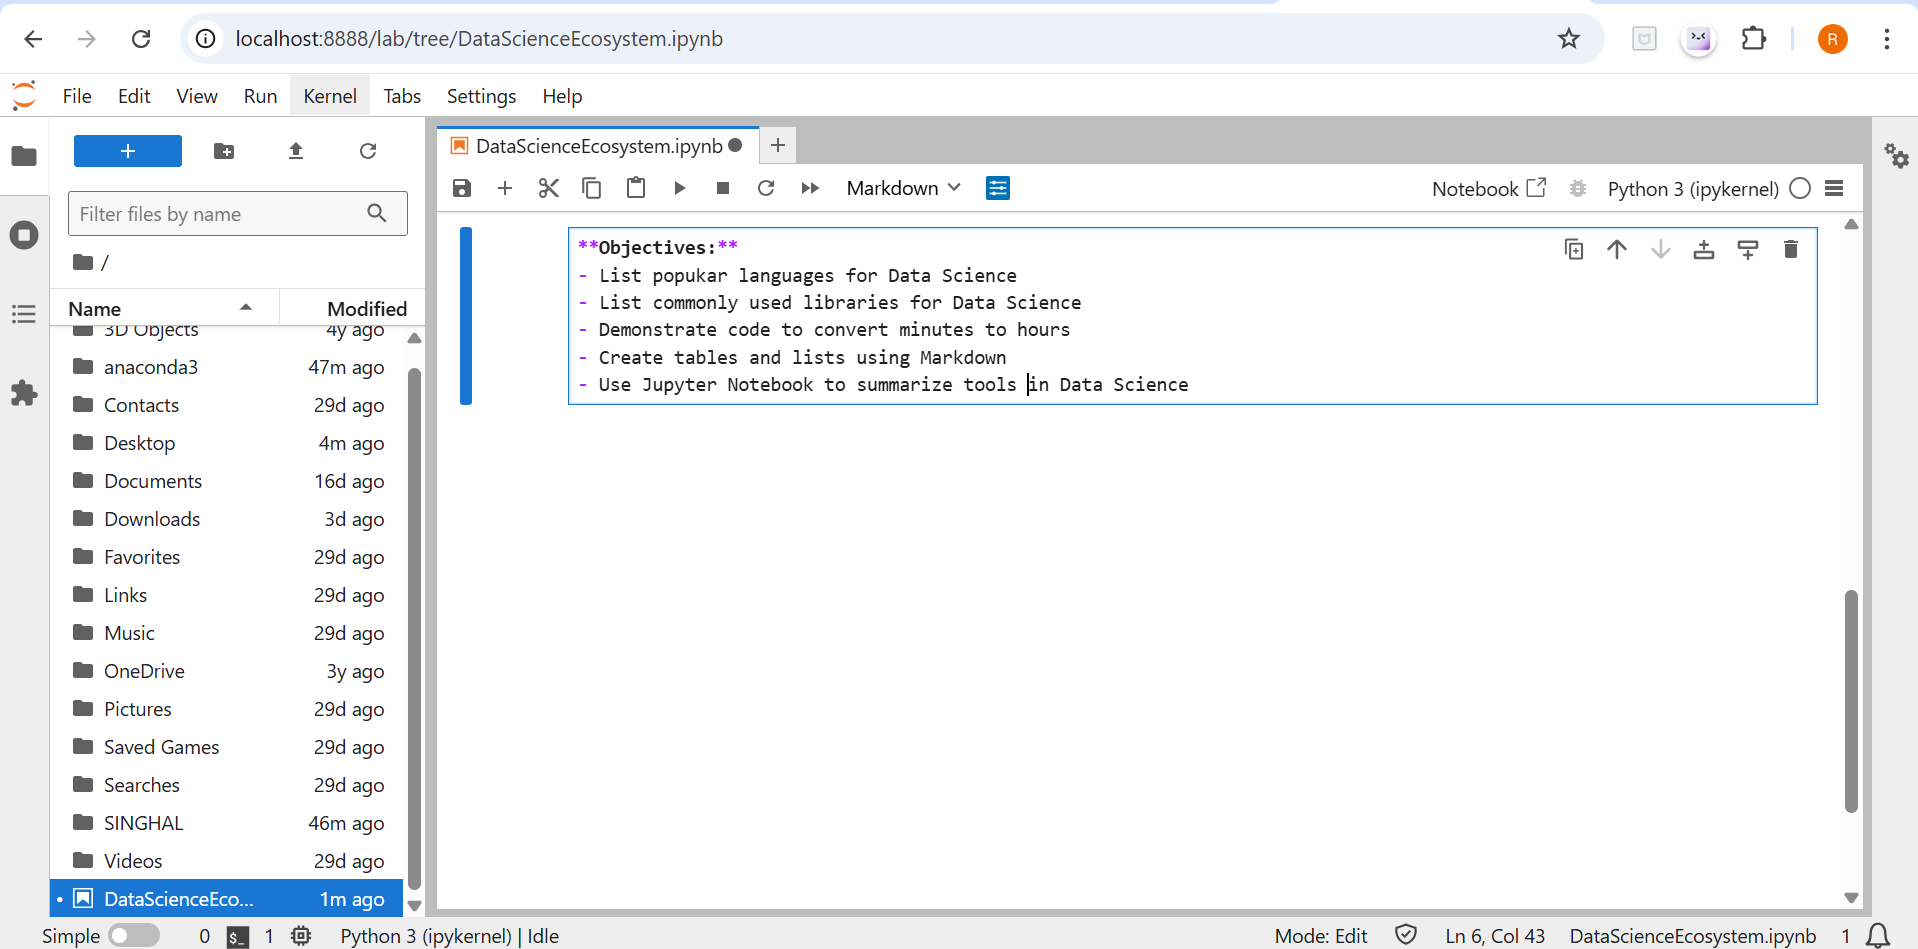 localhost:8888/lab/tree/DataScienceEcosystem.ipynb
R
File Edit View Run Kernel Tabs Settings Help
DataScienceEcosystem.ipynb
Filter files by name
/
Name Modified
3D Objects 4y ago
anaconda3 47m ago
Contacts 29d ago
Desktop 4m ago
Documents 16d ago
Downloads 3d ago
Favorites 29d ago
Links 29d ago
Music 29d ago
OneDrive 3y ago
Pictures 29d ago
Saved Games 29d ago
Searches 29d ago
SINGHAL 46m ago
Videos 29d ago
DataScienceEco... 1m ago
Markdown
Notebook
Python 3 (ipykernel)
**Objectives:**
- List popukar languages for Data Science
- List commonly used libraries for Data Science
- Demonstrate code to convert minutes to hours
- Create tables and lists using Markdown
- Use Jupyter Notebook to summarize tools in Data Science
Simple 0 $_ 1 Python 3 (ipykernel) | Idle Mode: Edit Ln 6, Col 43 DataScienceEcosystem.ipynb 1